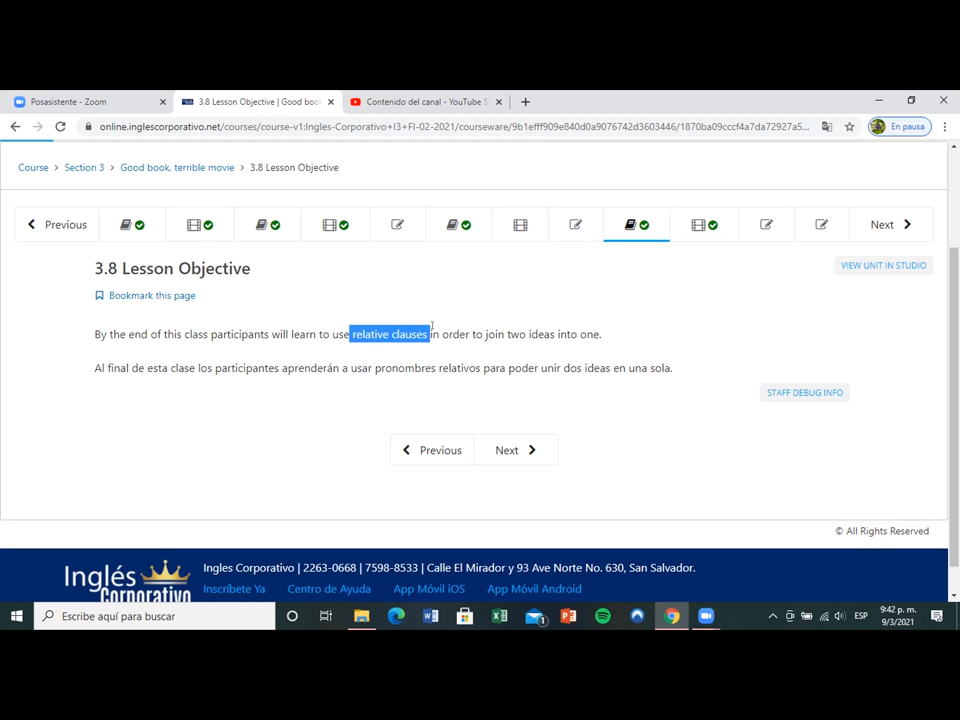 Posasistente - Zoom
3.8 Lesson Objective | Good boo
Contenido del canal - YouTube S
online.inglescorporativo.net/courses/course-v1:Ingles-Corporativo+I3+FI-02-2021/courseware/9b1efff909e840d0a9076742d3603446/1870ba09cccf4a7da72927a5...
En pausa
Course > Section 3 > Good book, terrible movie > 3.8 Lesson Objective
Previous
Next
3.8 Lesson Objective
VIEW UNIT IN STUDIO
Bookmark this page
By the end of this class participants will learn to use relative clauses in order to join two ideas into one.
Al final de esta clase los participantes aprenderán a usar pronombres relativos para poder unir dos ideas en una sola.
STAFF DEBUG INFO
Previous
Next
© All Rights Reserved
Inglés Corporativo
Ingles Corporativo | 2263-0668 | 7598-8533 | Calle El Mirador y 93 Ave Norte No. 630, San Salvador.
Inscríbete Ya
Centro de Ayuda
App Móvil iOS
App Móvil Android
Escribe aquí para buscar
1
ESP
9:42 p. m.
9/3/2021